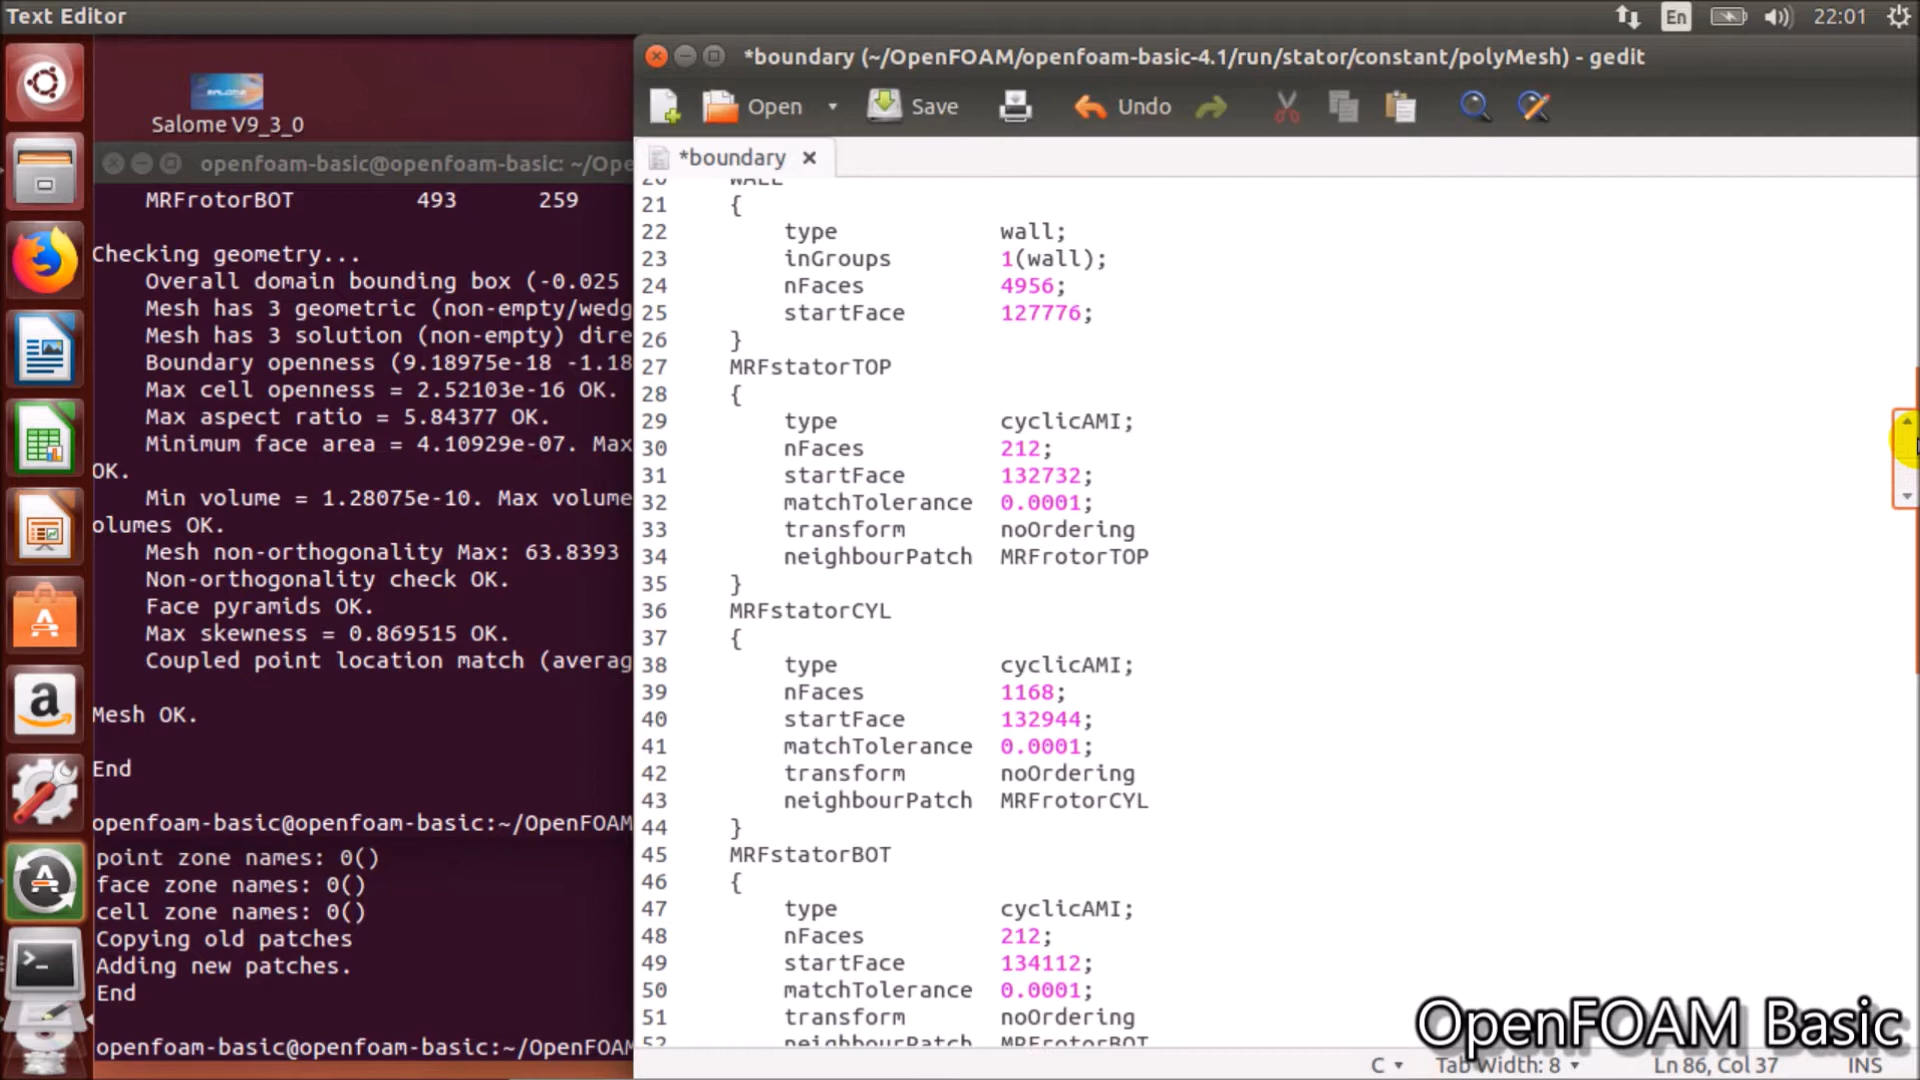 Text Editor
En
22:01
Salome V9_3_0
openfoam-basic@openfoam-basic: ~/Ope
MRFrotorBOT 493 259
Checking geometry...
Overall domain bounding box (-0.025
Mesh has 3 geometric (non-empty/wedg
Mesh has 3 solution (non-empty) dire
Boundary openness (9.18975e-18 -1.18
Max cell openness = 2.52103e-16 OK.
Max aspect ratio = 5.84377 OK.
Minimum face area = 4.10929e-07. Max
OK.
Min volume = 1.28075e-10. Max volume
olumes OK.
Mesh non-orthogonality Max: 63.8393
Non-orthogonality check OK.
Face pyramids OK.
Max skewness = 0.869515 OK.
Coupled point location match (averag
Mesh OK.
End
openfoam-basic@openfoam-basic:~/OpenFOAM
point zone names: 0()
face zone names: 0()
cell zone names: 0()
Copying old patches
Adding new patches.
End
openfoam-basic@openfoam-basic:~/OpenFOAM
*boundary (~/OpenFOAM/openfoam-basic-4.1/run/stator/constant/polyMesh) - gedit
Open Save Undo
*boundary
20 WALL
21 {
22 type wall;
23 inGroups 1(wall);
24 nFaces 4956;
25 startFace 127776;
26 }
27 MRFstatorTOP
28 {
29 type cyclicAMI;
30 nFaces 212;
31 startFace 132732;
32 matchTolerance 0.0001;
33 transform noOrdering
34 neighbourPatch MRFrotorTOP
35 }
36 MRFstatorCYL
37 {
38 type cyclicAMI;
39 nFaces 1168;
40 startFace 132944;
41 matchTolerance 0.0001;
42 transform noOrdering
43 neighbourPatch MRFrotorCYL
44 }
45 MRFstatorBOT
46 {
47 type cyclicAMI;
48 nFaces 212;
49 startFace 134112;
50 matchTolerance 0.0001;
51 transform noOrdering
52 neighbourPatch MRFrotorBOT
OpenFOAM Basic
C Tab Width: 8 Ln 86, Col 37 INS